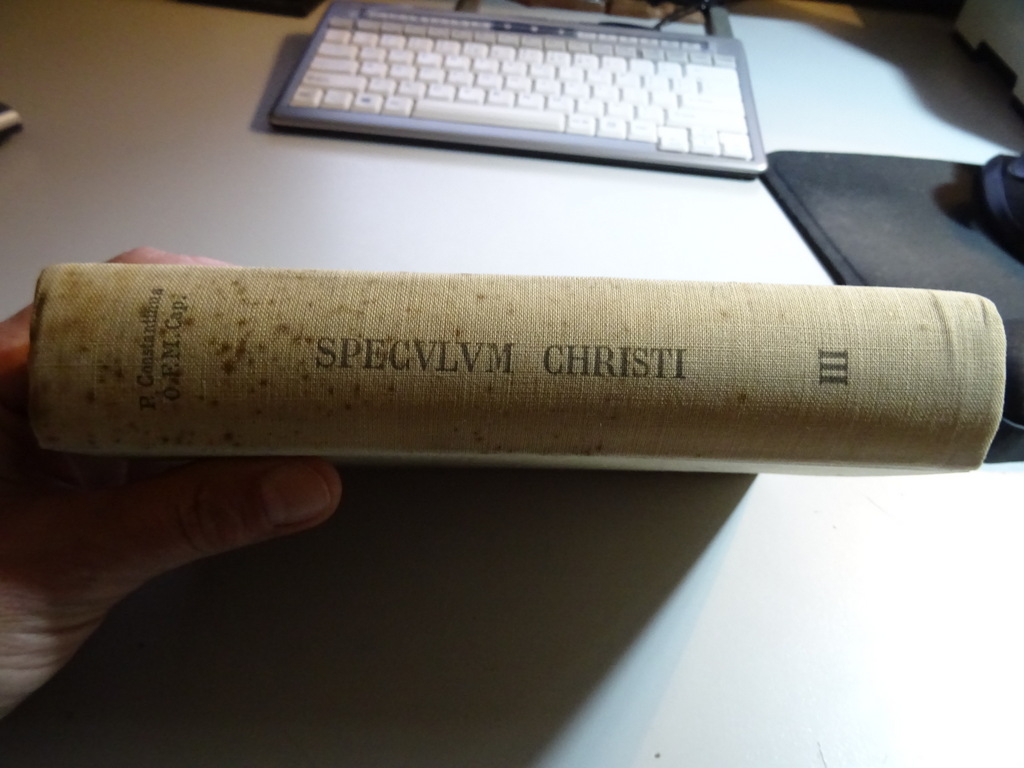 P. Constantinus
O.F.M. Cap.
SPECVLVM CHRISTI
III